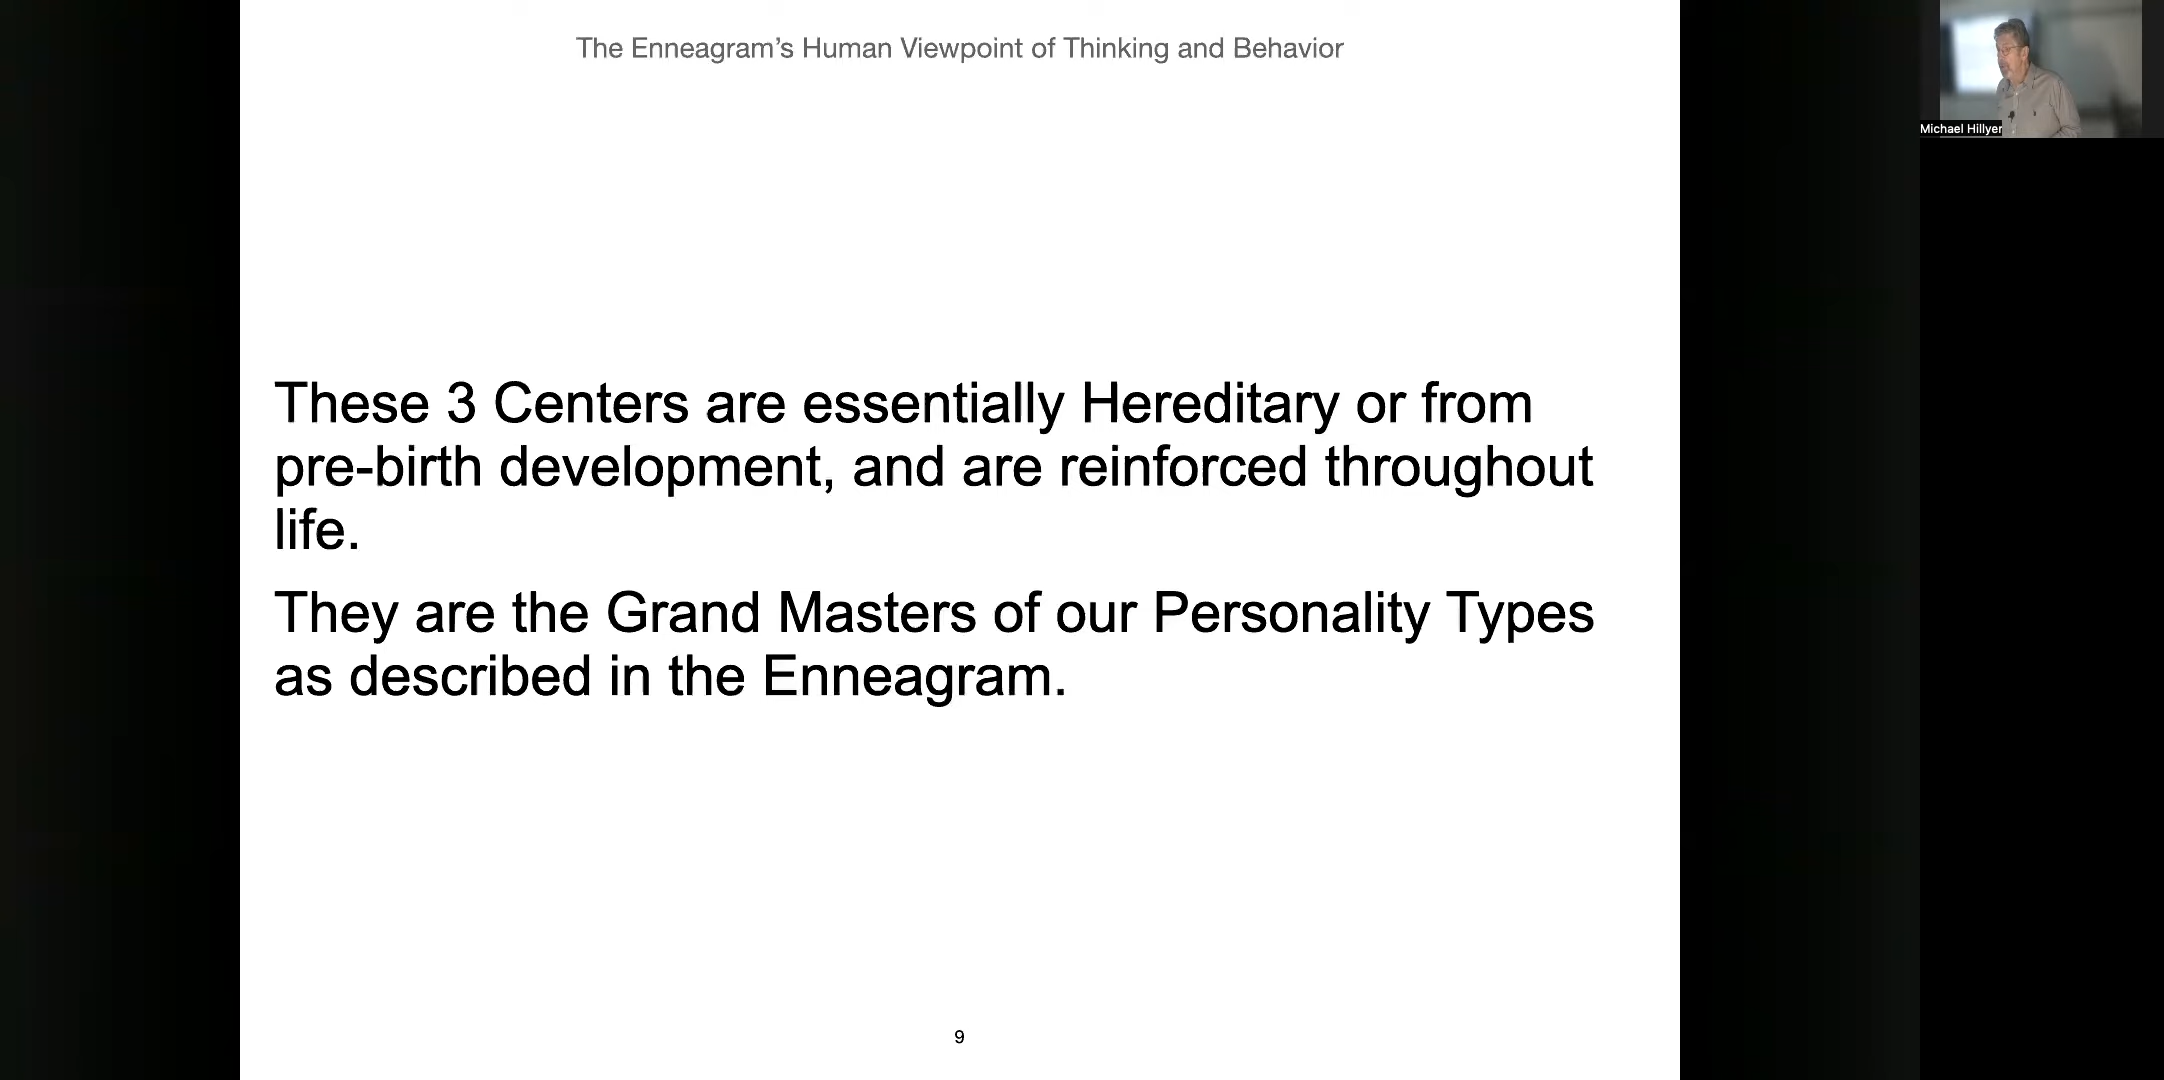 The Enneagram’s Human Viewpoint of Thinking and Behavior
Michael Hillyer
These 3 Centers are essentially Hereditary or from
pre-birth development, and are reinforced throughout
life.
They are the Grand Masters of our Personality Types
as described in the Enneagram.
9